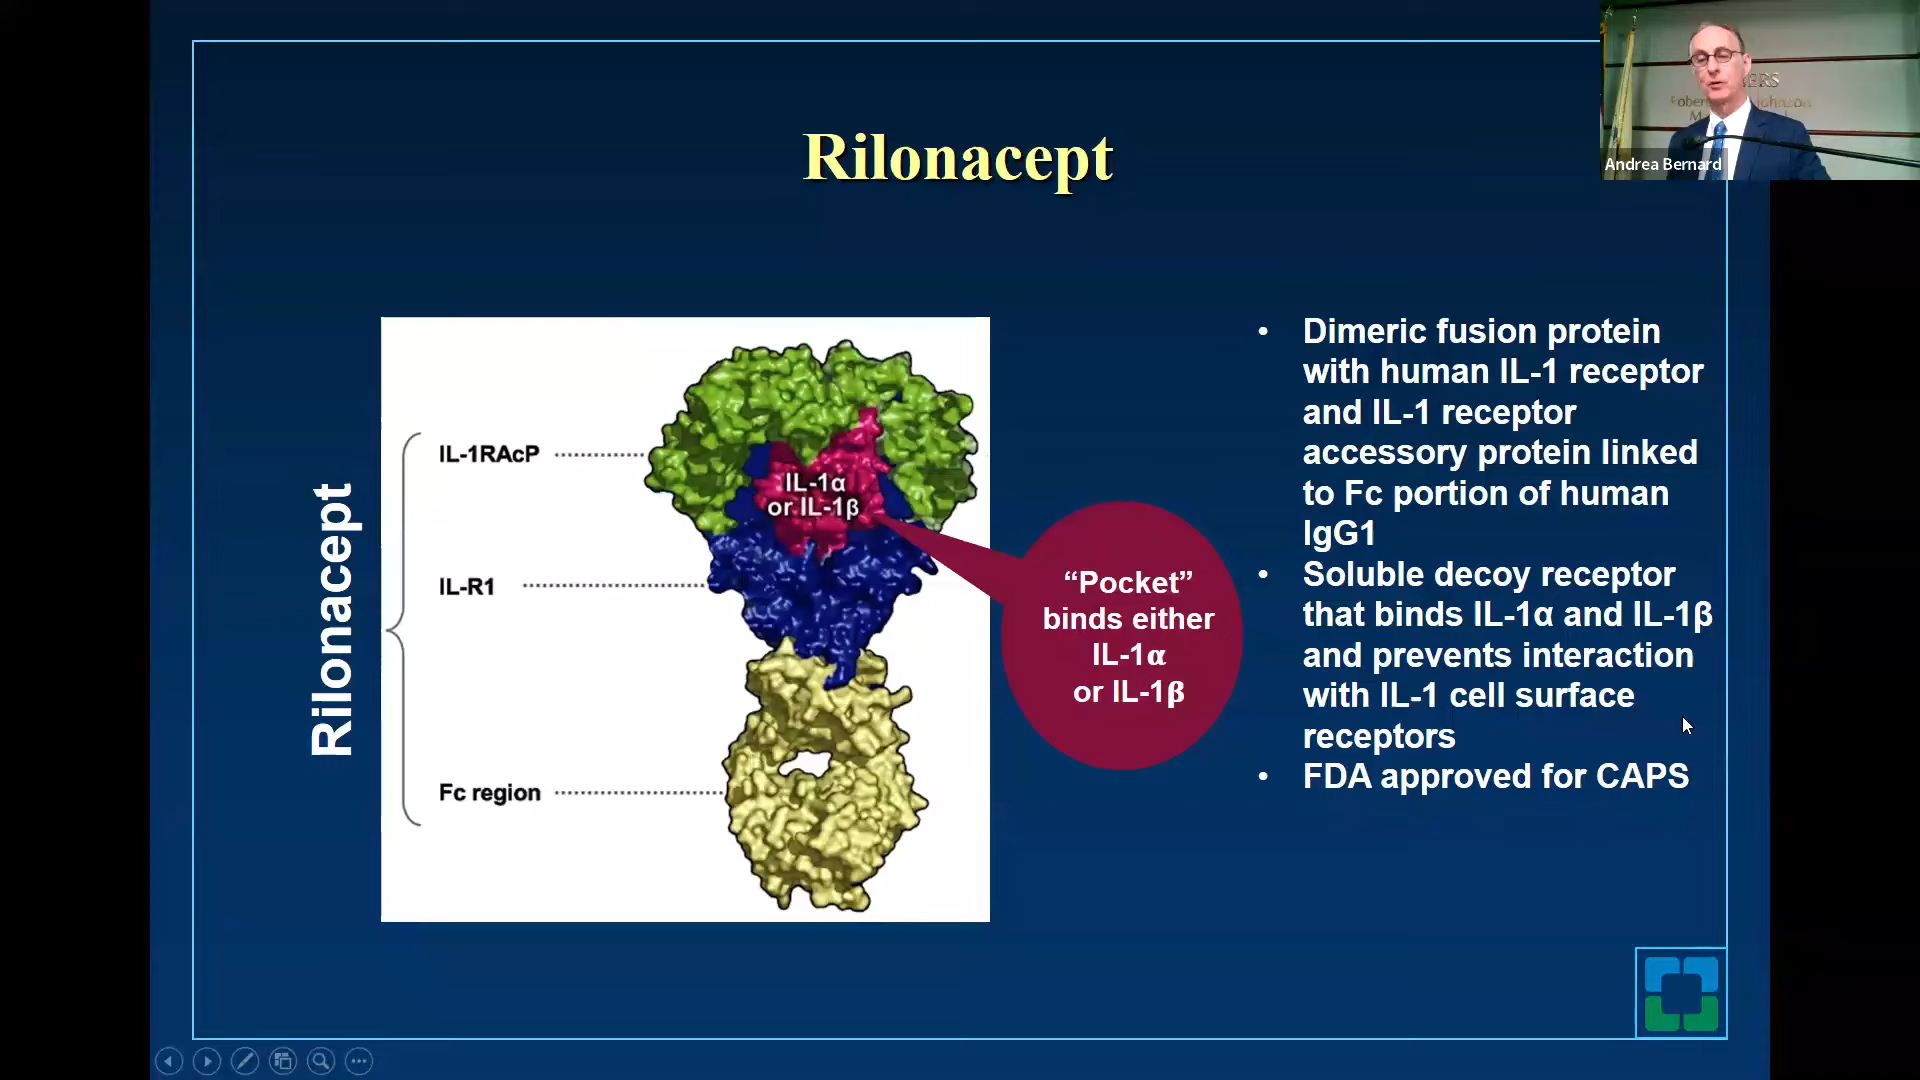 Rilonacept
Rilonacept
IL-1RAcP
IL-1α
or IL-1β
IL-R1
Fc region
“Pocket”
binds either
IL-1α
or IL-1β
• Dimeric fusion protein
with human IL-1 receptor
and IL-1 receptor
accessory protein linked
to Fc portion of human
IgG1
• Soluble decoy receptor
that binds IL-1α and IL-1β
and prevents interaction
with IL-1 cell surface
receptors
• FDA approved for CAPS
Johnson
Andrea Bernard